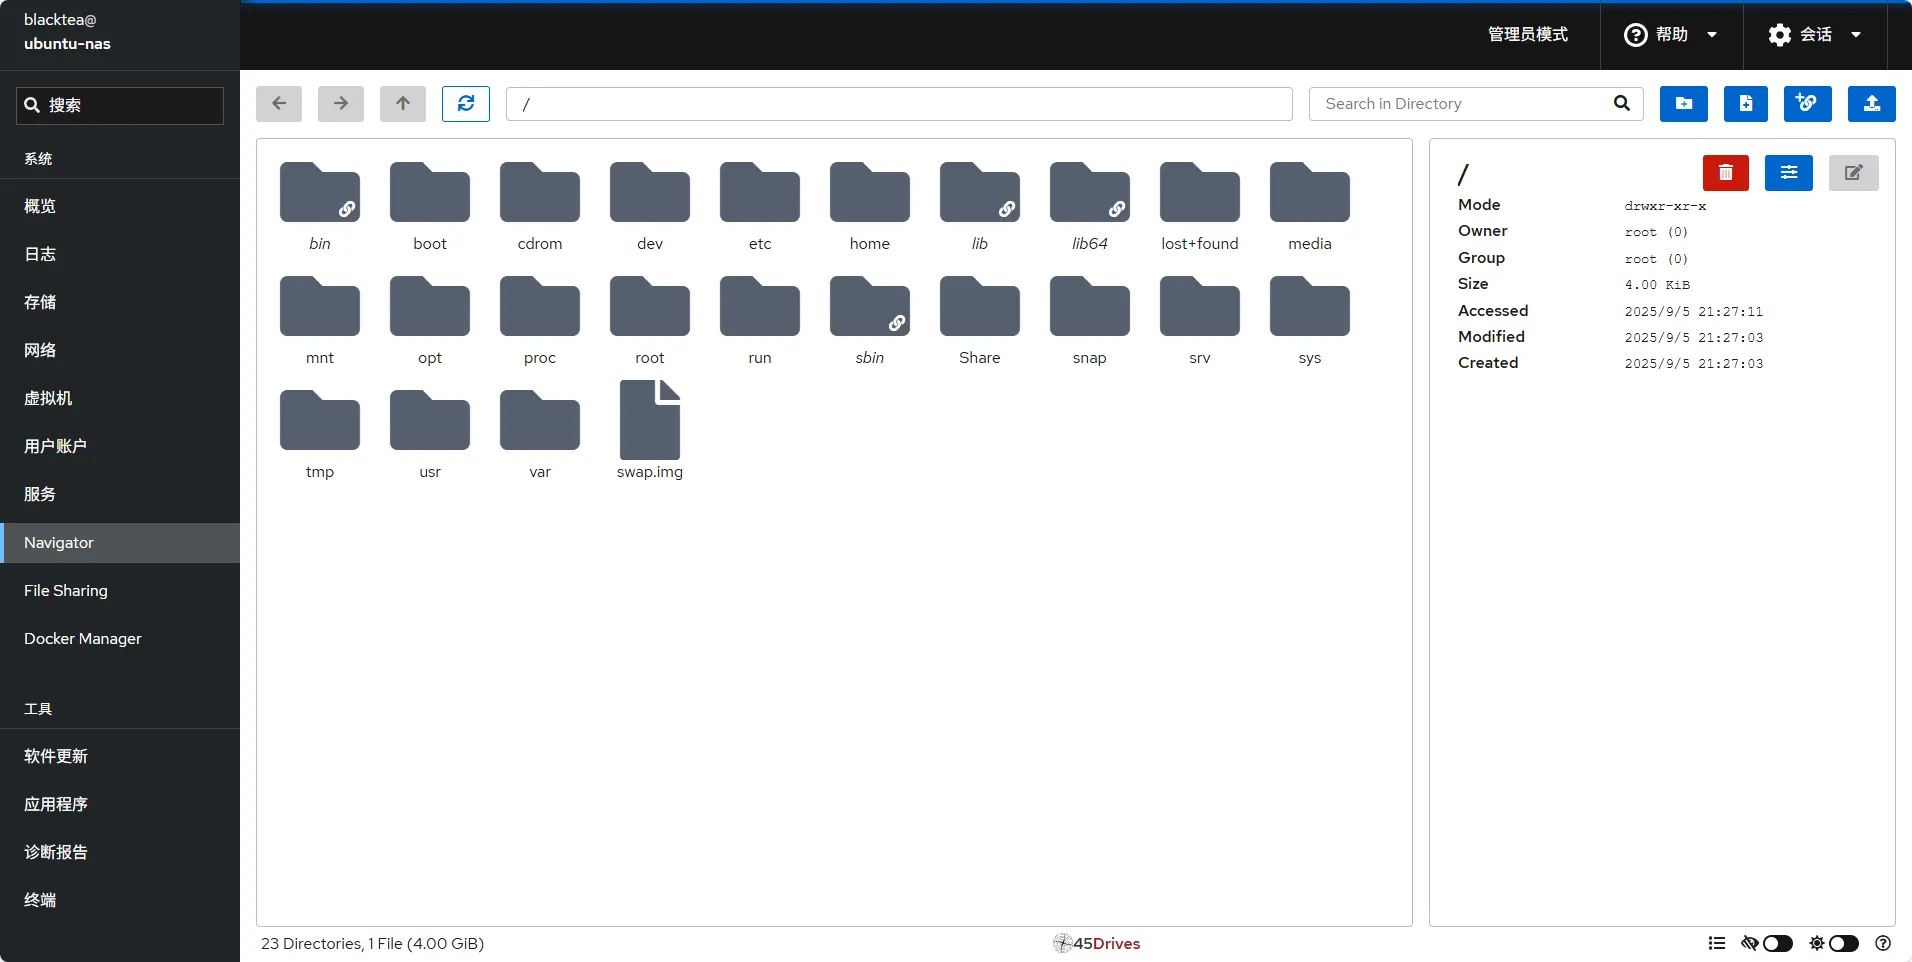 blacktea@
ubuntu-nas
管理员模式
帮助
会话
搜索
系统
概览
日志
存储
网络
虚拟机
用户账户
服务
Navigator
File Sharing
Docker Manager
工具
软件更新
应用程序
诊断报告
终端
/
Search in Directory
bin boot cdrom dev etc home lib lib64 lost+found media
mnt opt proc root run sbin Share snap srv sys
tmp usr var swap.img
/
Mode drwxr-xr-x
Owner root (0)
Group root (0)
Size 4.00 KiB
Accessed 2025/9/5 21:27:11
Modified 2025/9/5 21:27:03
Created 2025/9/5 21:27:03
23 Directories, 1 File (4.00 GiB)
45Drives